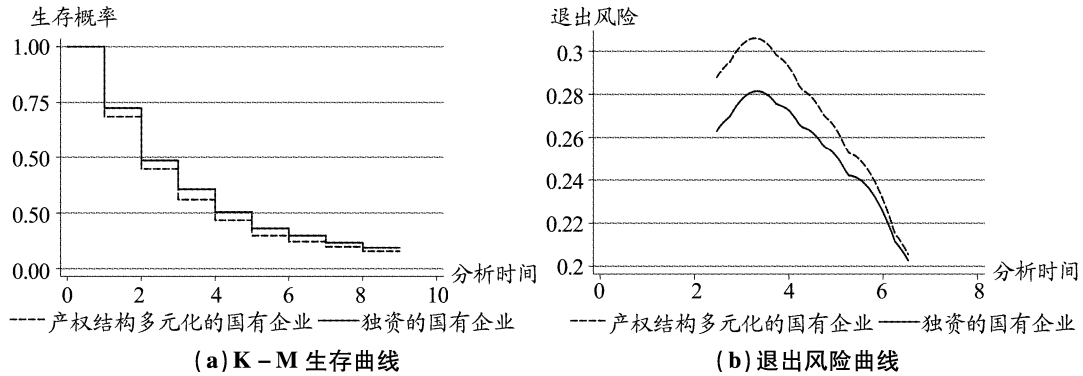 生存概率
1.00
0.75
0.50
0.50
0.00
0 2 4 6 8 10
分析时间
产权结构多元化的国有企业 独资的国有企业
(a) K-M 生存曲线
退出风险
0.3
0.28
0.26
0.24
0.22
0.2
0 2 4 6 8
分析时间
产权结构多元化的国有企业 独资的国有企业
(b) 退出风险曲线